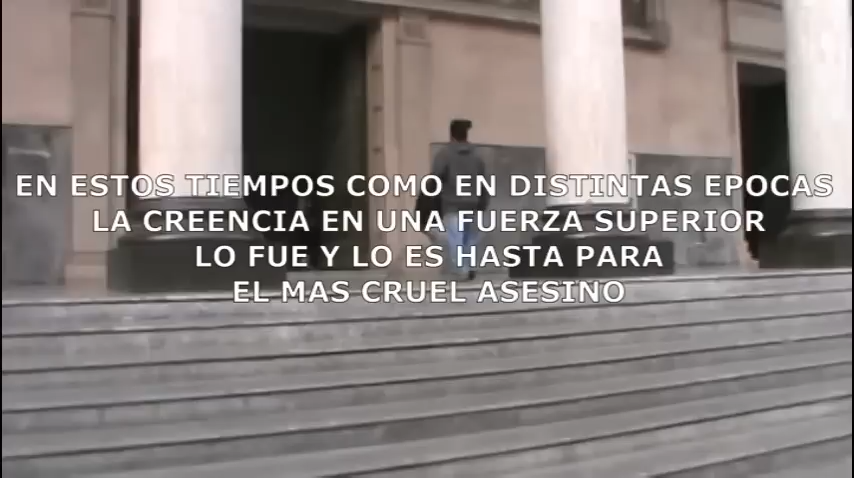 EN ESTOS TIEMPOS COMO EN DISTINTAS EPOCAS
LA CREENCIA EN UNA FUERZA SUPERIOR
LO FUE Y LO ES HASTA PARA
EL MAS CRUEL ASESINO